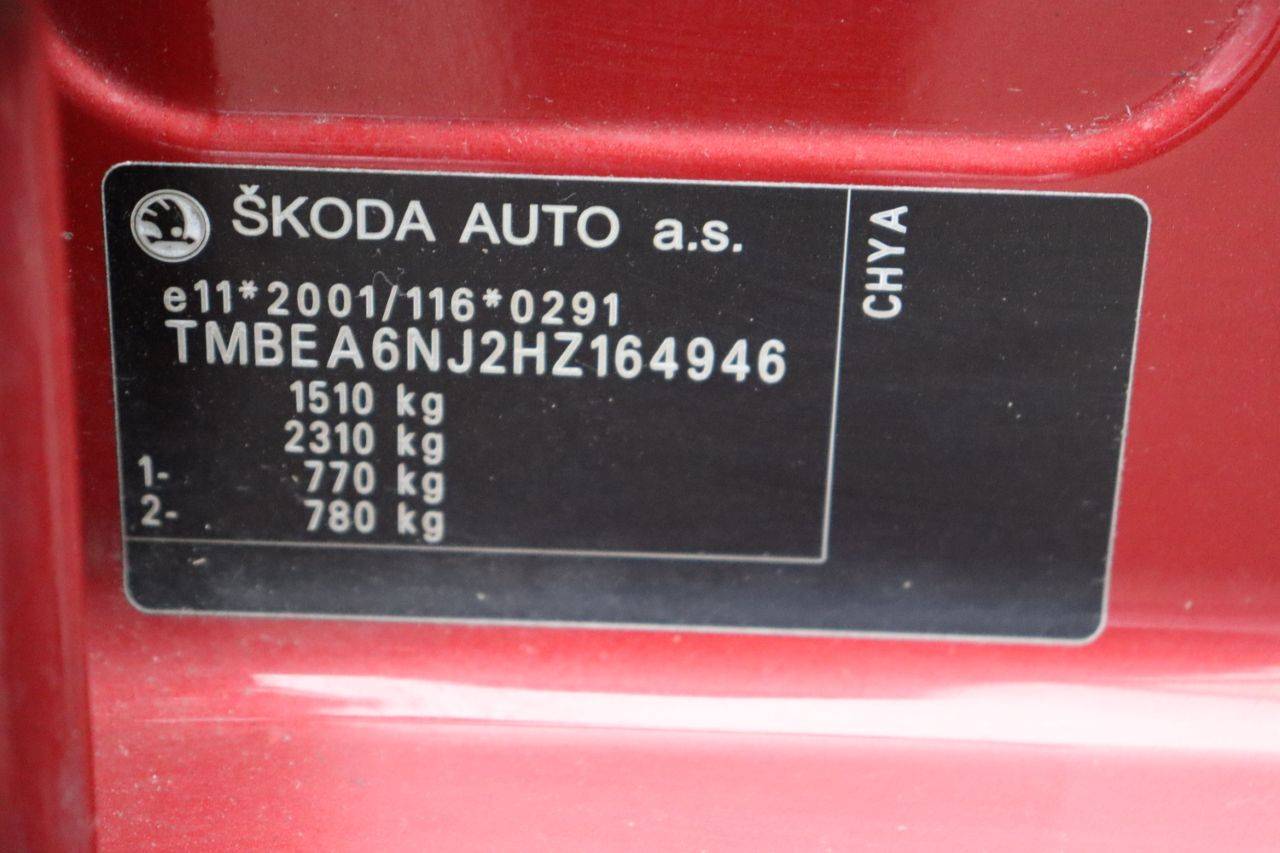 ŠKODA AUTO a.s.
e11*2001/116*0291
TMBEA6NJ2HZ164946
1510 kg
2310 kg
1- 770 kg
2- 780 kg
CHYA